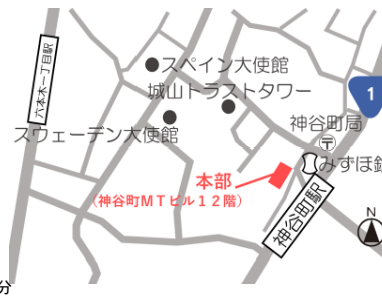 スペイン大使館
城山トラストタワー
六本木一丁目駅
1
神谷町局
〒
スウェーデン大使館
みずほ銀
本部
(神谷町MTビル12階)
神谷町駅
N
分